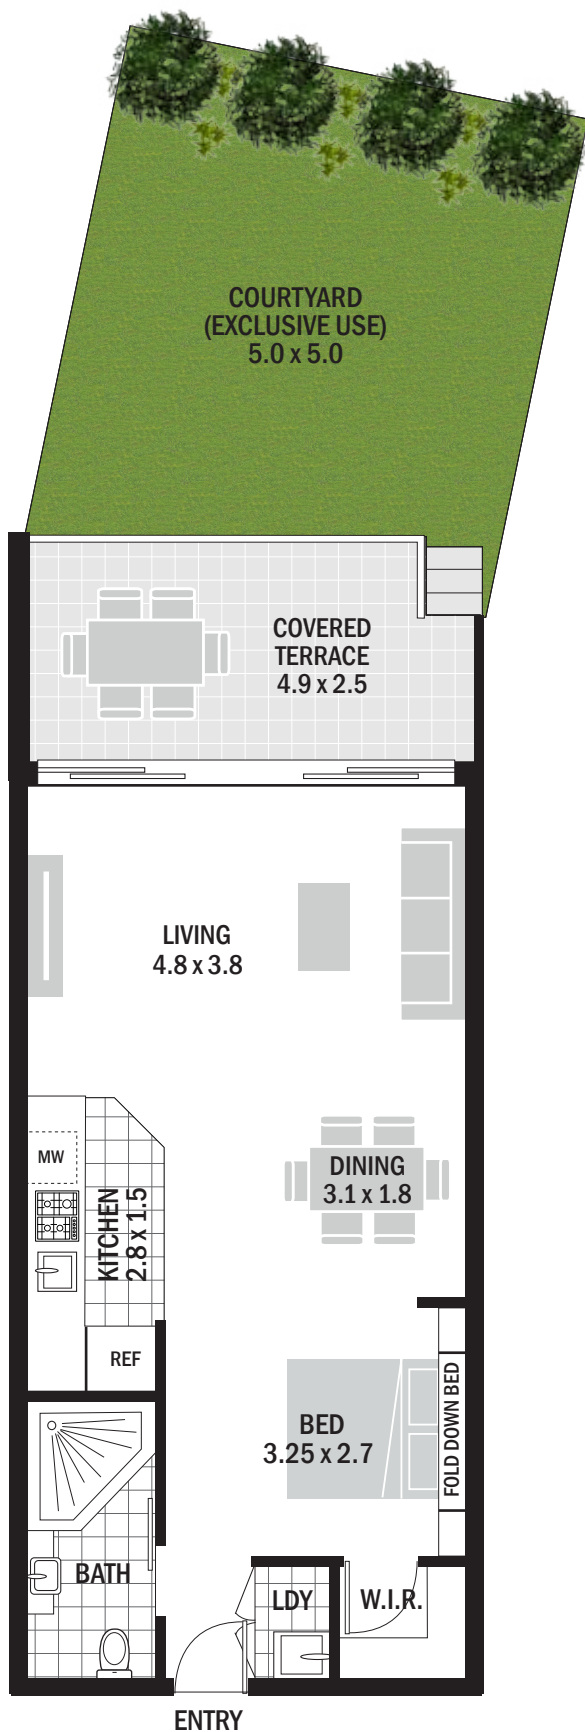 COURTYARD
(EXCLUSIVE USE)
5.0 x 5.0
COVERED
TERRACE
4.9 x 2.5
LIVING
4.8 x 3.8
MW
KITCHEN
2.8 x 1.5
DINING
3.1 x 1.8
REF
BED
3.25 x 2.7
FOLD DOWN BED
BATH
LDY
W.I.R.
ENTRY